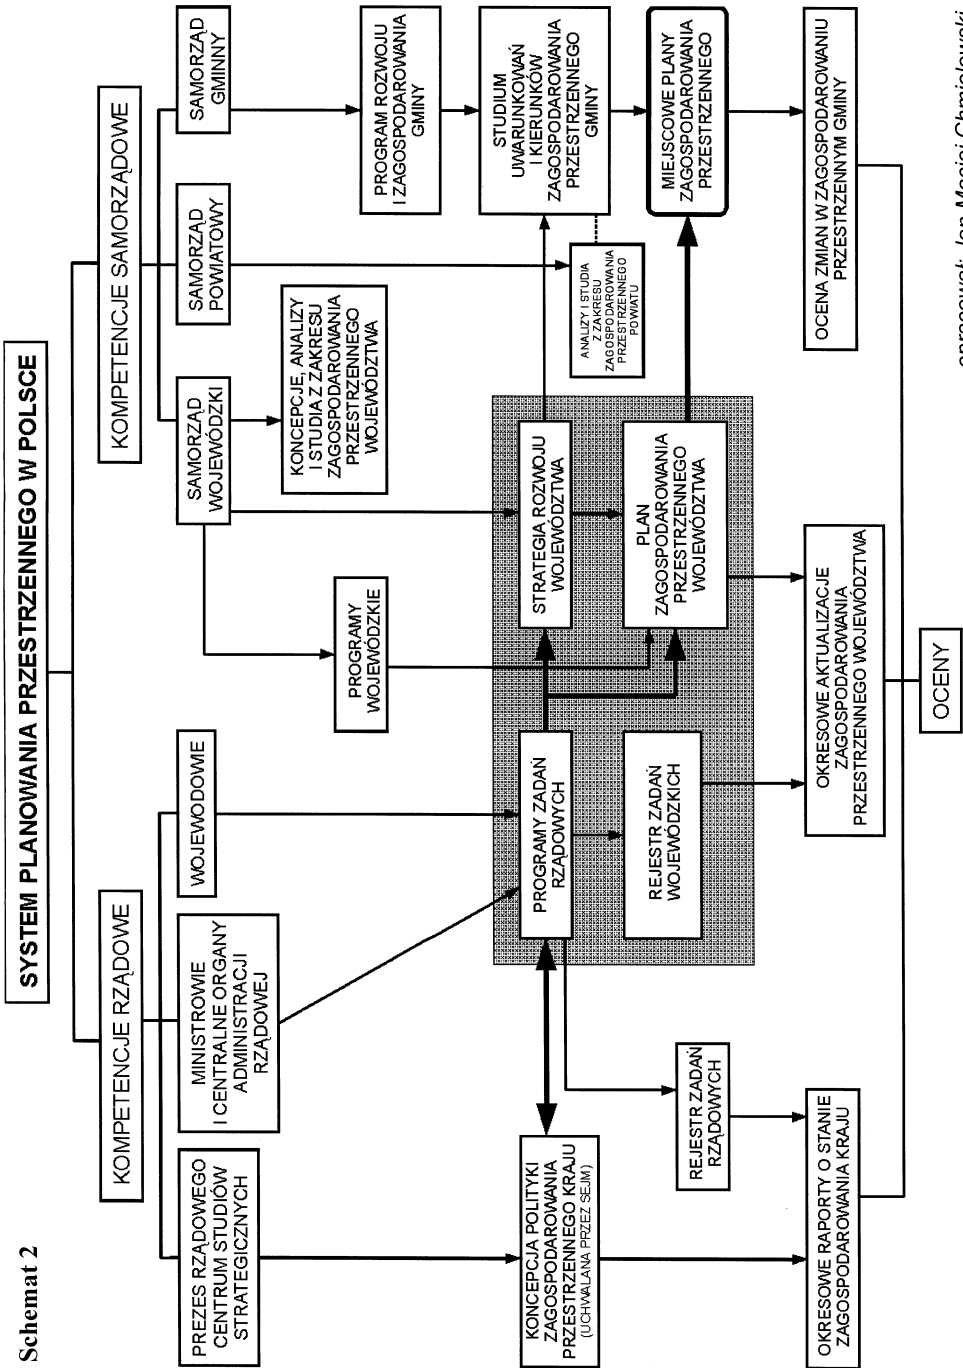 Schemat 2
SYSTEM PLANOWANIA PRZESTRZENNEGO W POLSCE
KOMPETENCJE RZĄDOWE
KOMPETENCJE SAMORZĄDOWE
PREZES RZĄDOWEGO
CENTRUM STUDIÓW
STRATEGICZNYCH
MINISTROWIE
I CENTRALNE ORGANY
ADMINISTRACJI
RZĄDOWEJ
WOJEWODOWIE
SAMORZĄD
WOJEWÓDZKI
SAMORZĄD
POWIATOWY
SAMORZĄD
GMINNY
KONCEPCJE, ANALIZY
I STUDIA Z ZAKRESU
ZAGOSPODAROWANIA
PRZESTRZENNEGO
WOJEWÓDZTWA
PROGRAMY
WOJEWÓDZKIE
PROGRAM ROZWOJU
I ZAGOSPODAROWANIA
GMINY
KONCEPCJA POLITYKI
ZAGOSPODAROWANIA
PRZESTRZENNEGO KRAJU
(UCHWALANA PRZEZ SEJM)
PROGRAMY ZADAŃ
RZĄDOWYCH
STRATEGIA ROZWOJU
WOJEWÓDZTWA
ANALIZY I STUDIA
Z ZAKRESU
ZAGOSPODAROWANIA
PRZESTRZENNEGO
POWIATU
STUDIUM
UWARUNKOWAŃ
I KIERUNKÓW
ZAGOSPODAROWANIA
PRZESTRZENNEGO
GMINY
REJESTR ZADAŃ
RZĄDOWYCH
REJESTR ZADAŃ
WOJEWÓDZKICH
PLAN
ZAGOSPODAROWANIA
PRZESTRZENNEGO
WOJEWÓDZTWA
MIEJSCOWE PLANY
ZAGOSPODAROWANIA
PRZESTRZENNEGO
OKRESOWE RAPORTY O STANIE
ZAGOSPODAROWANIA KRAJU
OKRESOWE AKTUALIZACJE
ZAGOSPODAROWANIA
PRZESTRZENNEGO WOJEWÓDZTWA
OCENA ZMIAN W ZAGOSPODAROWANIU
PRZESTRZENNYM GMINY
OCENY
opracował: Jan Maciej Chmielewski